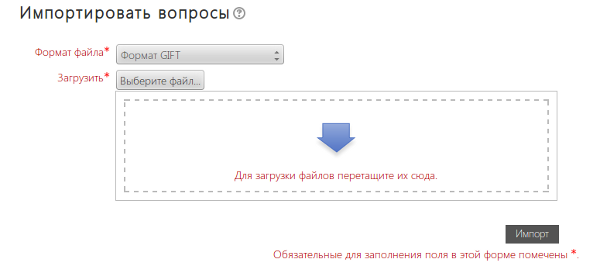 Импортировать вопросы ?
Формат файла* Формат GIFT
Загрузить* Выберите файл...
Для загрузки файлов перетащите их сюда.
Импорт
Обязательные для заполнения поля в этой форме помечены *.